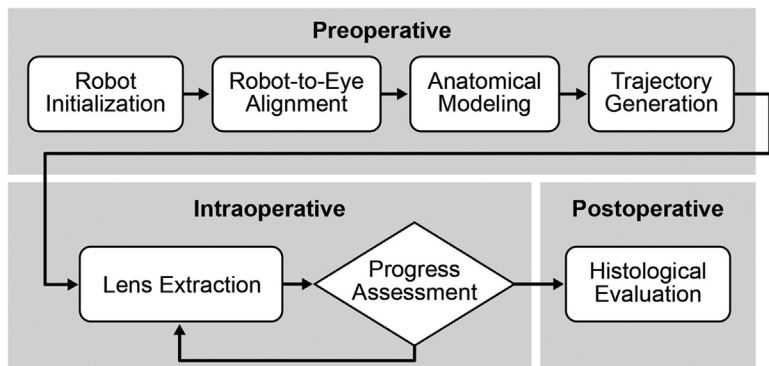 Preoperative
Robot
Initialization
Robot-to-Eye
Alignment
Anatomical
Modeling
Trajectory
Generation
Intraoperative
Lens Extraction
Progress
Assessment
Postoperative
Histological
Evaluation